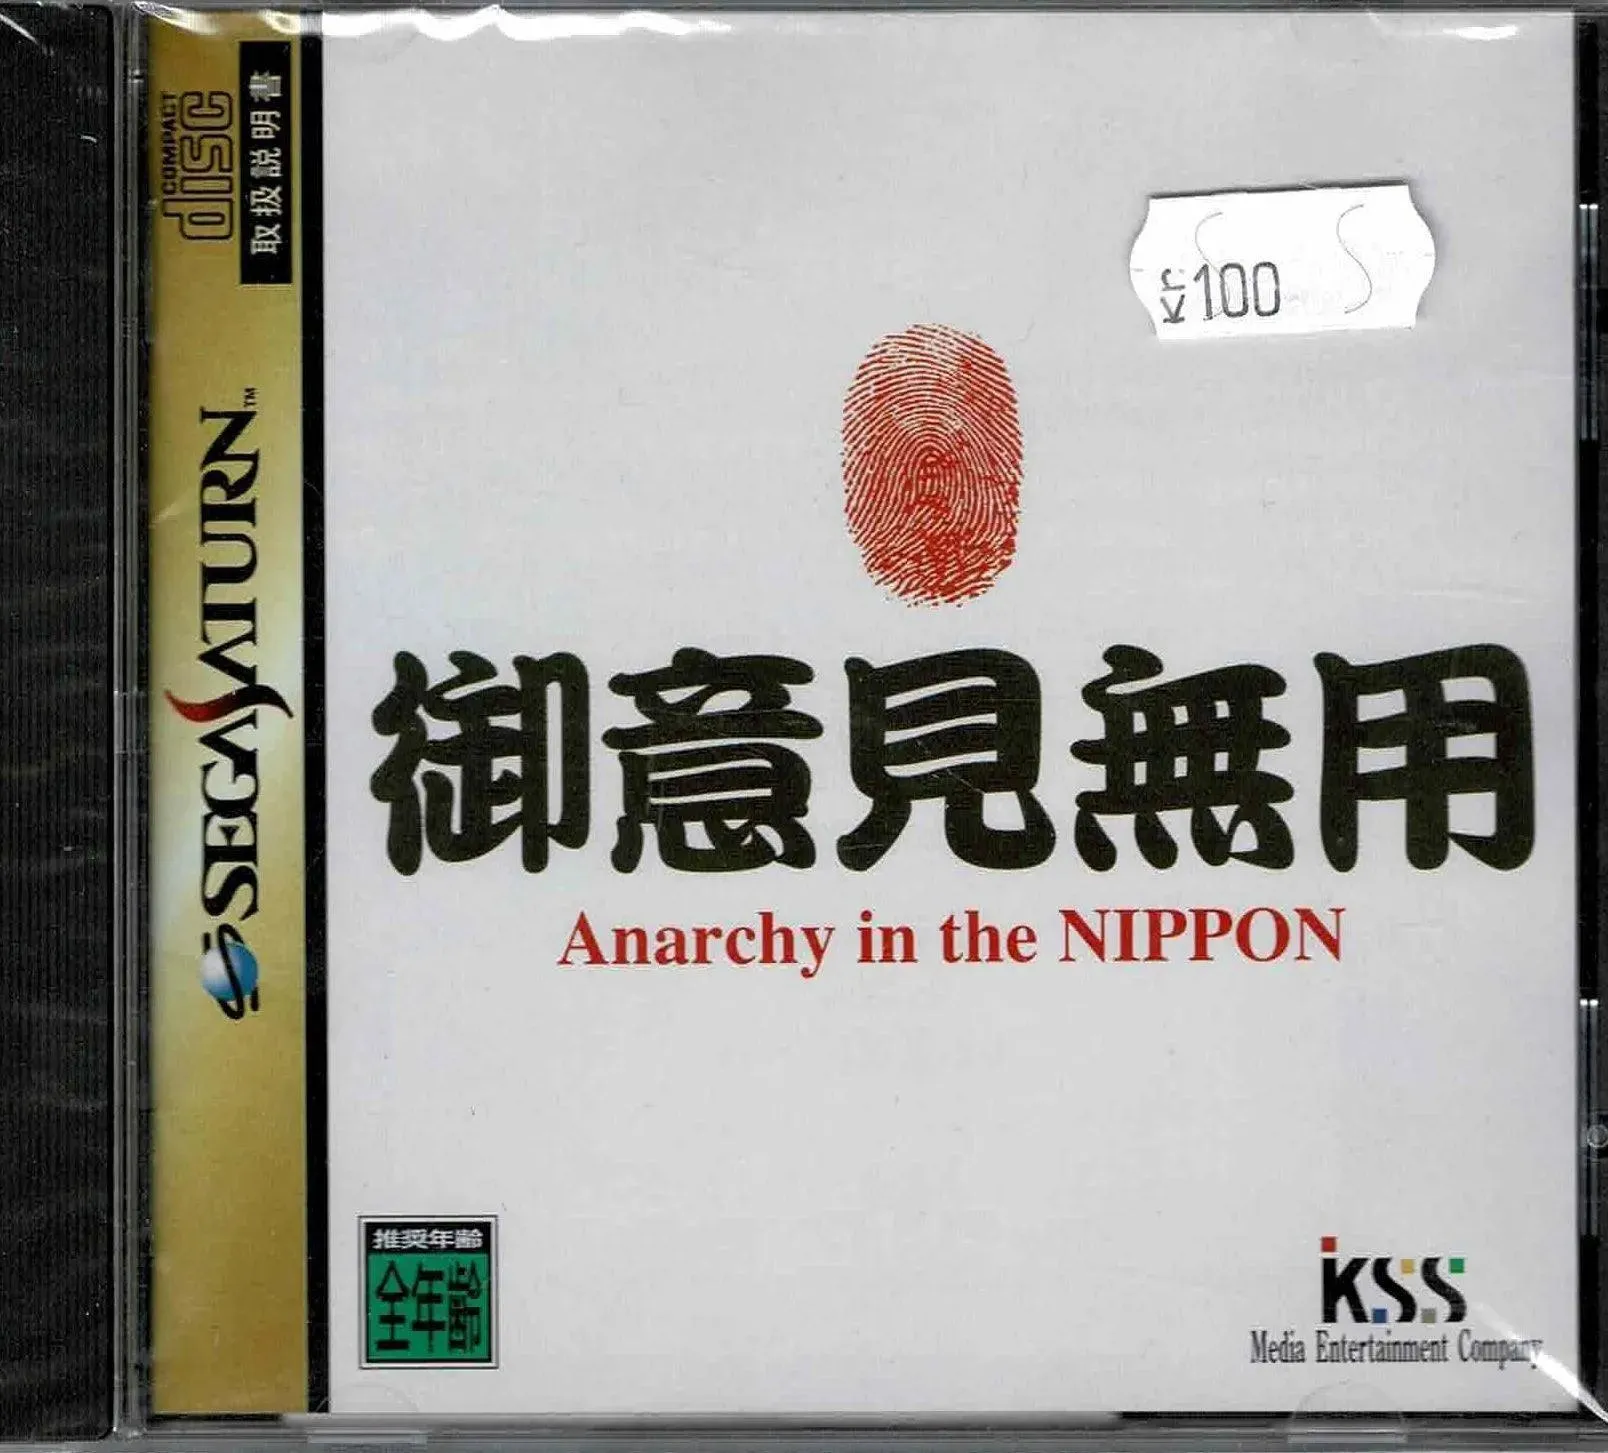 COMPACT
disc
取扱説明書
SEGA SATURN™
kr. 100
御意見無用
Anarchy in the NIPPON
推奨年齢
全年齢
KSS
Media Entertainment Company